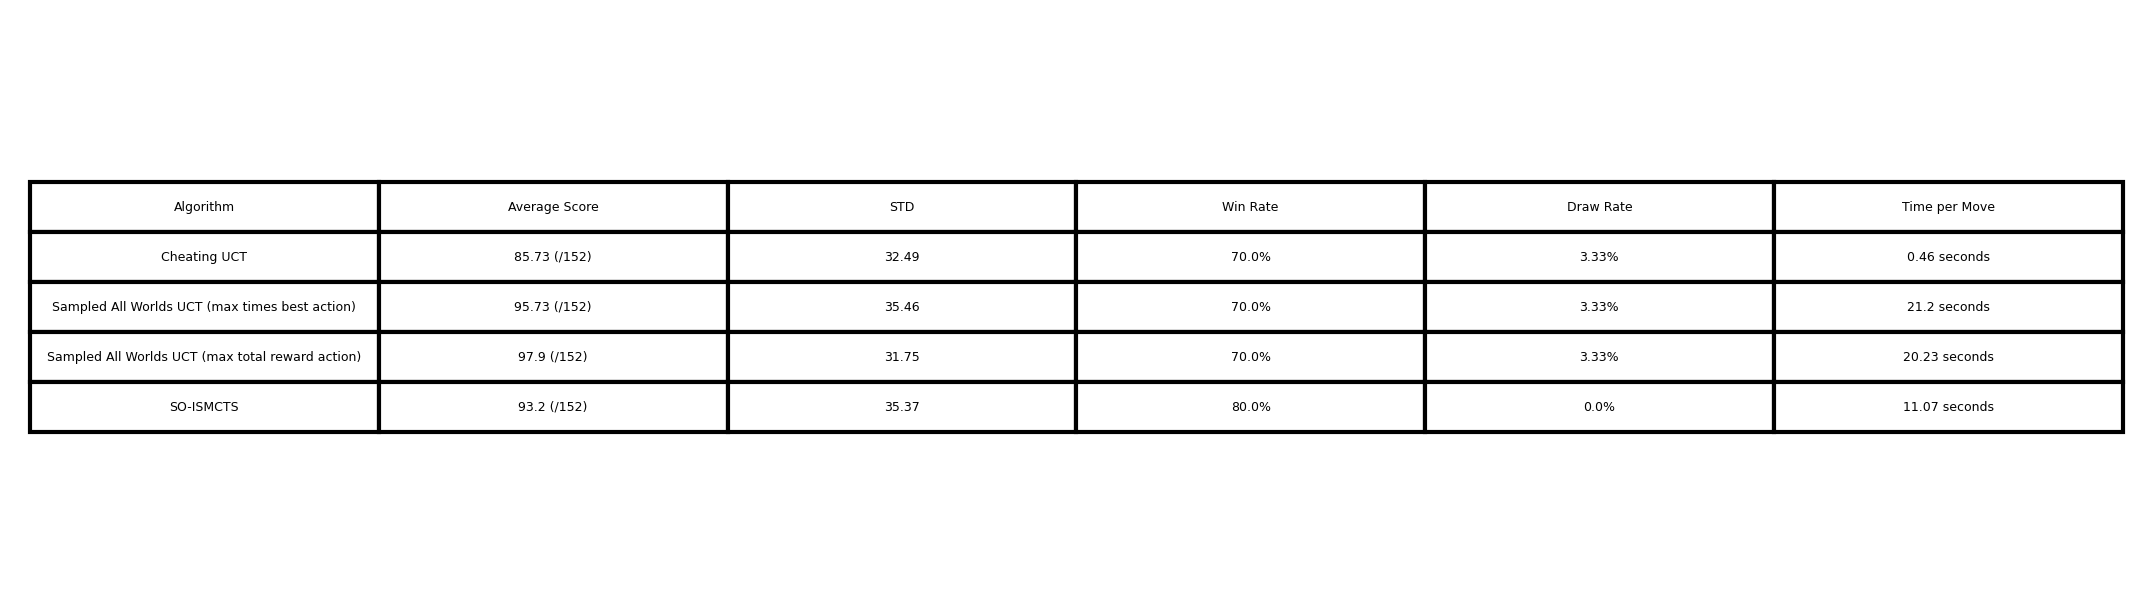 Algorithm Average Score STD Win Rate Draw Rate Time per Move
Cheating UCT 85.73 (/152) 32.49 70.0% 3.33% 0.46 seconds
Sampled All Worlds UCT (max times best action) 95.73 (/152) 35.46 70.0% 3.33% 21.2 seconds
Sampled All Worlds UCT (max total reward action) 97.9 (/152) 31.75 70.0% 3.33% 20.23 seconds
SO-ISMCTS 93.2 (/152) 35.37 80.0% 0.0% 11.07 seconds